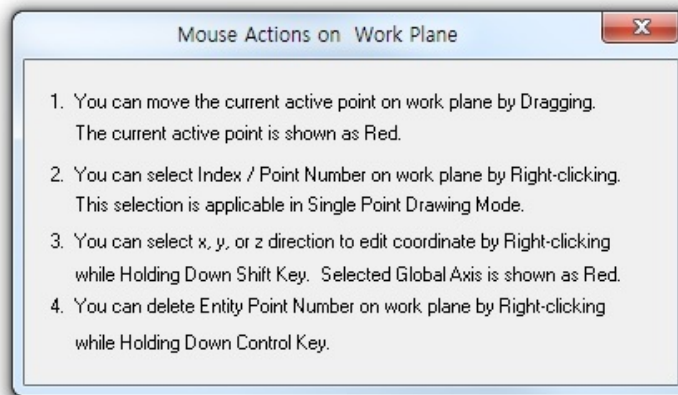 Mouse Actions on  Work Plane
1. You can move the current active point on work plane by Dragging.
The current active point is shown as Red.
2. You can select Index / Point Number on work plane by Right-clicking.
This selection is applicable in Single Point Drawing Mode.
3. You can select x, y, or z direction to edit coordinate by Right-clicking
while Holding Down Shift Key.  Selected Global Axis is shown as Red.
4. You can delete Entity Point Number on work plane by Right-clicking
while Holding Down Control Key.